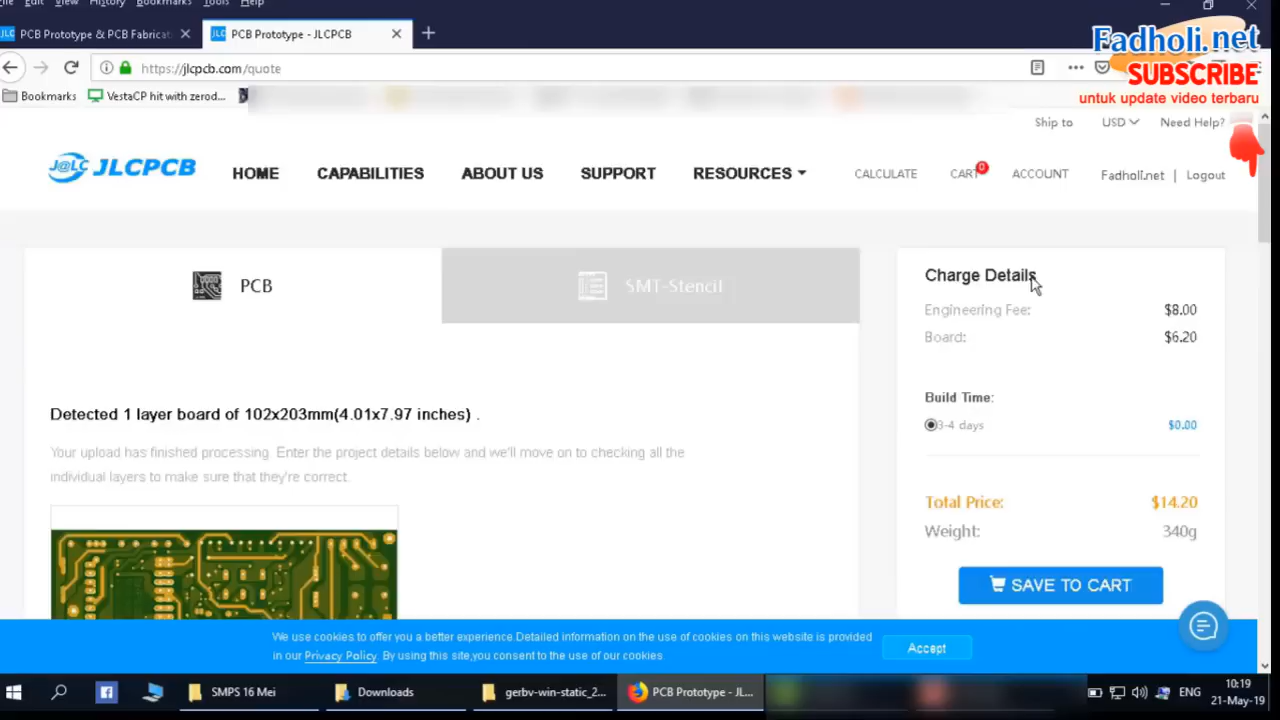 File Edit View History Bookmarks Tools Help
PCB Prototype & PCB Fabricat
PCB Prototype - JLCPCB
https://jlcpcb.com/quote
Fadholi.net
SUBSCRIBE
untuk update video terbaru
Bookmarks VestaCP hit with zerod...
Ship to USD Need Help?
J@LC JLCPCB HOME CAPABILITIES ABOUT US SUPPORT RESOURCES CALCULATE CART 0 ACCOUNT Fadholi.net | Logout
PCB
SMT-Stencil
Detected 1 layer board of 102x203mm(4.01x7.97 inches) .
Your upload has finished processing. Enter the project details below and we'll move on to checking all the
individual layers to make sure that they're correct.
Charge Details
Engineering Fee: $8.00
Board: $6.20
Build Time:
3-4 days $0.00
Total Price: $14.20
Weight: 340g
SAVE TO CART
We use cookies to offer you a better experience.Detailed information on the use of cookies on this website is provided
in our Privacy Policy. By using this site,you consent to the use of our cookies.
Accept
SMPS 16 Mei
Downloads
gerbv-win-static_2...
PCB Prototype - JL...
ENG
10:19
21-May-19